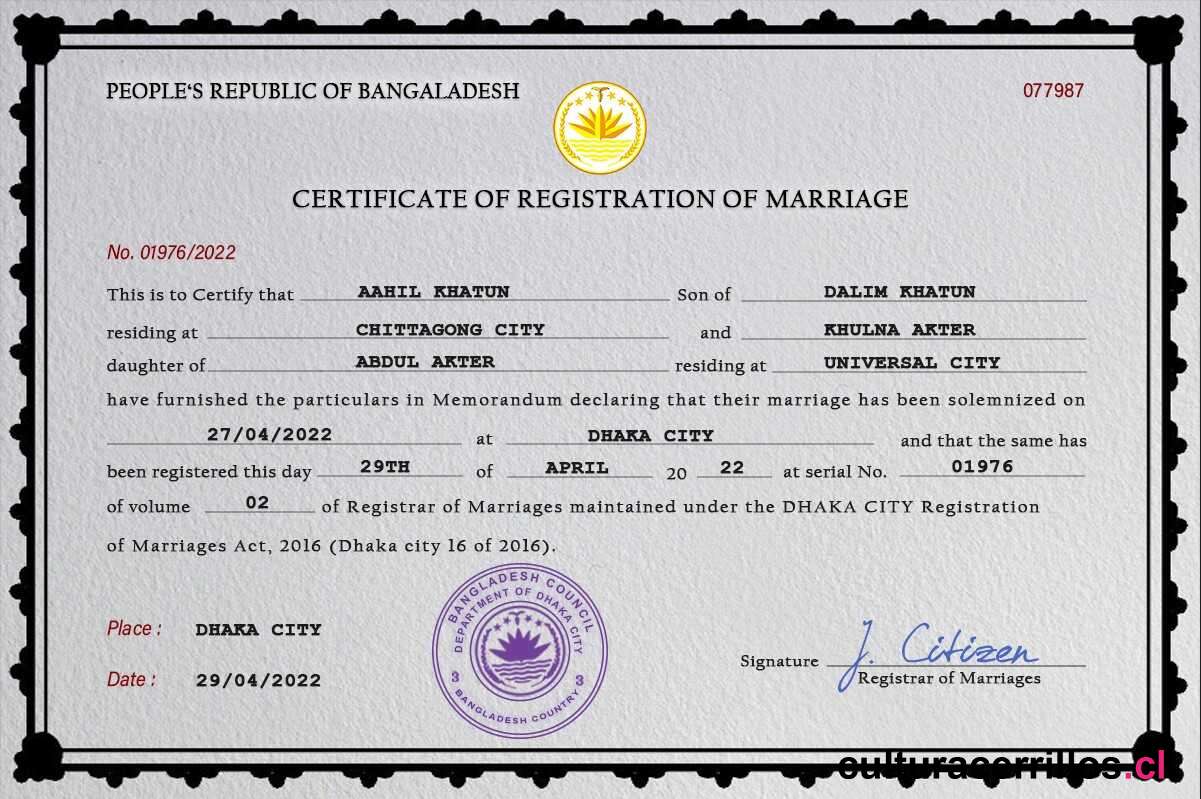 PEOPLE'S REPUBLIC OF BANGALADESH
077987
CERTIFICATE OF REGISTRATION OF MARRIAGE
No. 01976/2022
This is to Certify that AAHIL KHATUN Son of DALIM KHATUN
residing at CHITTAGONG CITY and KHULNA AKTER
daughter of ABDUL AKTER residing at UNIVERSAL CITY
have furnished the particulars in Memorandum declaring that their marriage has been solemnized on
27/04/2022 at DHAKA CITY and that the same has
been registered this day 29TH of APRIL 20 22 at serial No. 01976
of volume 02 of Registrar of Marriages maintained under the DHAKA CITY Registration
of Marriages Act, 2016 (Dhaka city 16 of 2016).
BANGLADESH COUNCIL
DEPARTMENT OF DHAKA CITY
3 3
BANGLADESH COUNTRY
Place : DHAKA CITY
Date : 29/04/2022
Signature J. Citizen
Registrar of Marriages
culturacerrillos.cl